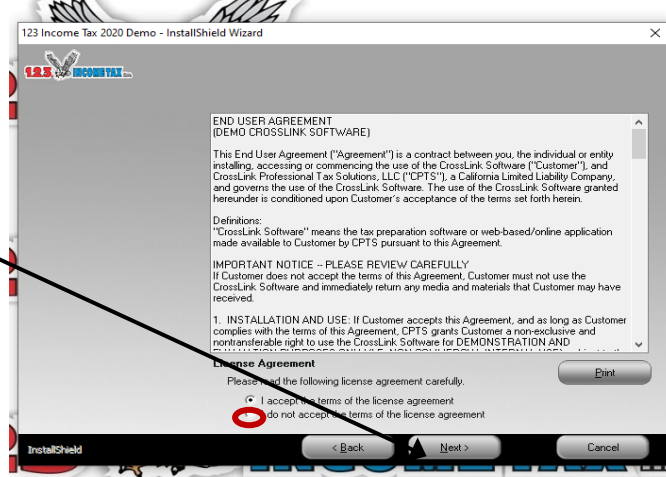 123 Income Tax 2020 Demo - InstallShield Wizard
1 2 3 INCOME TAX
END USER AGREEMENT
(DEMO CROSSLINK SOFTWARE)
This End User Agreement ("Agreement") is a contract between you, the individual or entity
installing, accessing or commencing the use of the CrossLink Software ("Customer"), and
CrossLink Professional Tax Solutions, LLC ("CPTS"), a California Limited Liability Company,
and governs the use of the CrossLink Software. The use of the CrossLink Software granted
hereunder is conditioned upon Customer's acceptance of the terms set forth herein.
Definitions:
"CrossLink Software" means the tax preparation software or web-based/online application
made available to Customer by CPTS pursuant to this Agreement.
IMPORTANT NOTICE -- PLEASE REVIEW CAREFULLY
If Customer does not accept the terms of this Agreement, Customer must not use the
CrossLink Software and immediately return any media and materials that Customer may have
received.
1. INSTALLATION AND USE: If Customer accepts this Agreement, and as long as Customer
complies with the terms of this Agreement, CPTS grants Customer a non-exclusive and
nontransferable right to use the CrossLink Software for DEMONSTRATION AND
License Agreement
Please read the following license agreement carefully.
Print
I accept the terms of the license agreement
do not accept the terms of the license agreement
InstallShield
< Back
Next >
Cancel
INCOME TAX